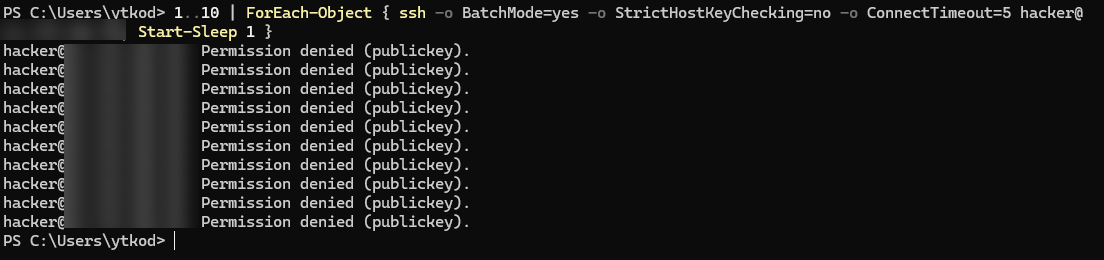 PS C:\Users\ytkod> 1..10 | ForEach-Object { ssh -o BatchMode=yes -o StrictHostKeyChecking=no -o ConnectTimeout=5 hacker@
Start-Sleep 1 }
hacker@ Permission denied (publickey).
hacker@ Permission denied (publickey).
hacker@ Permission denied (publickey).
hacker@ Permission denied (publickey).
hacker@ Permission denied (publickey).
hacker@ Permission denied (publickey).
hacker@ Permission denied (publickey).
hacker@ Permission denied (publickey).
hacker@ Permission denied (publickey).
hacker@ Permission denied (publickey).
PS C:\Users\ytkod>